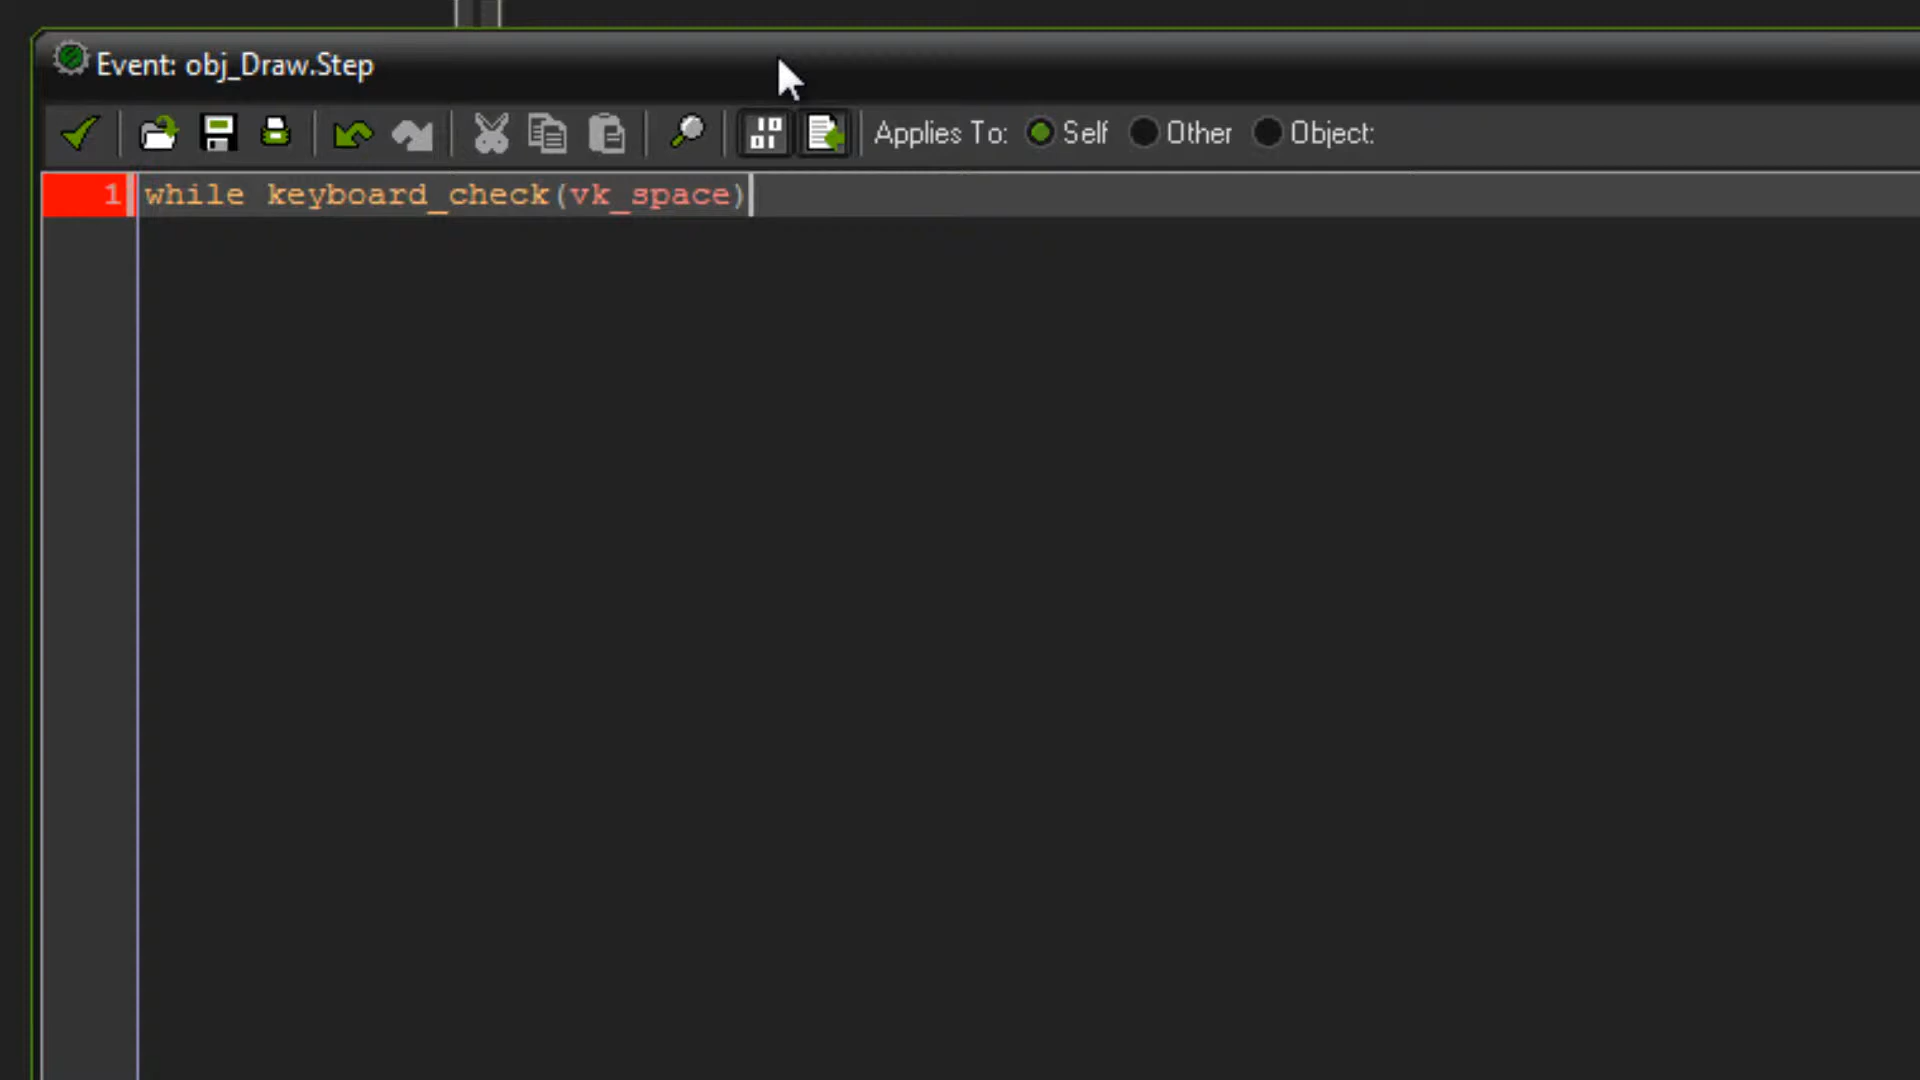 Event: obj_Draw.Step
Applies To: Self Other Object:
1 while keyboard_check(vk_space)